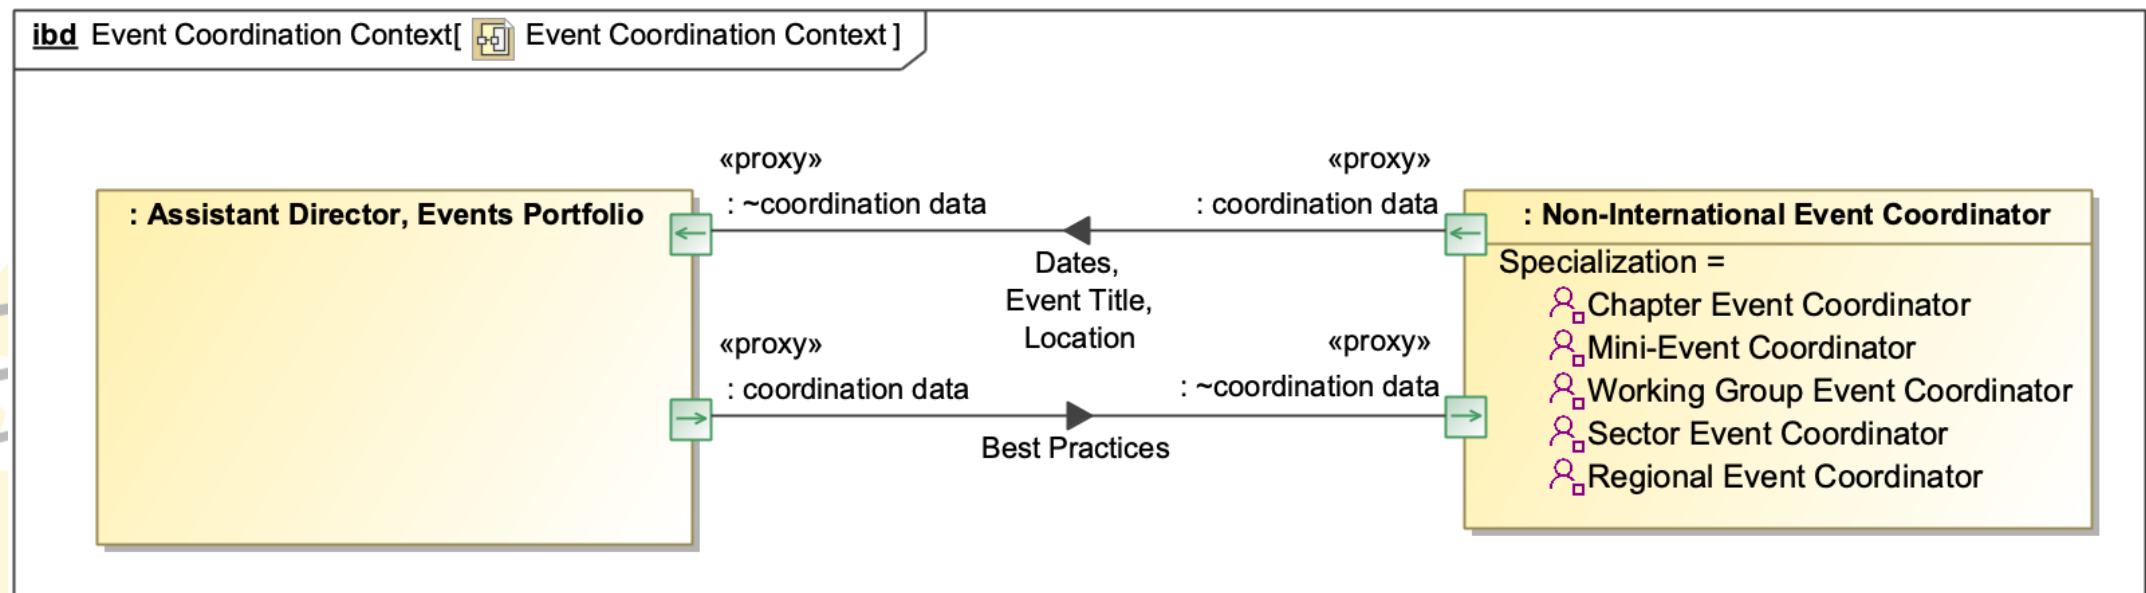 ibd Event Coordination Context[ Event Coordination Context ]
«proxy»
«proxy»
: ~coordination data
: coordination data
: Assistant Director, Events Portfolio
Dates,
Event Title,
Location
«proxy»
«proxy»
: coordination data
: ~coordination data
Best Practices
: Non-International Event Coordinator
Specialization =
Chapter Event Coordinator
Mini-Event Coordinator
Working Group Event Coordinator
Sector Event Coordinator
Regional Event Coordinator